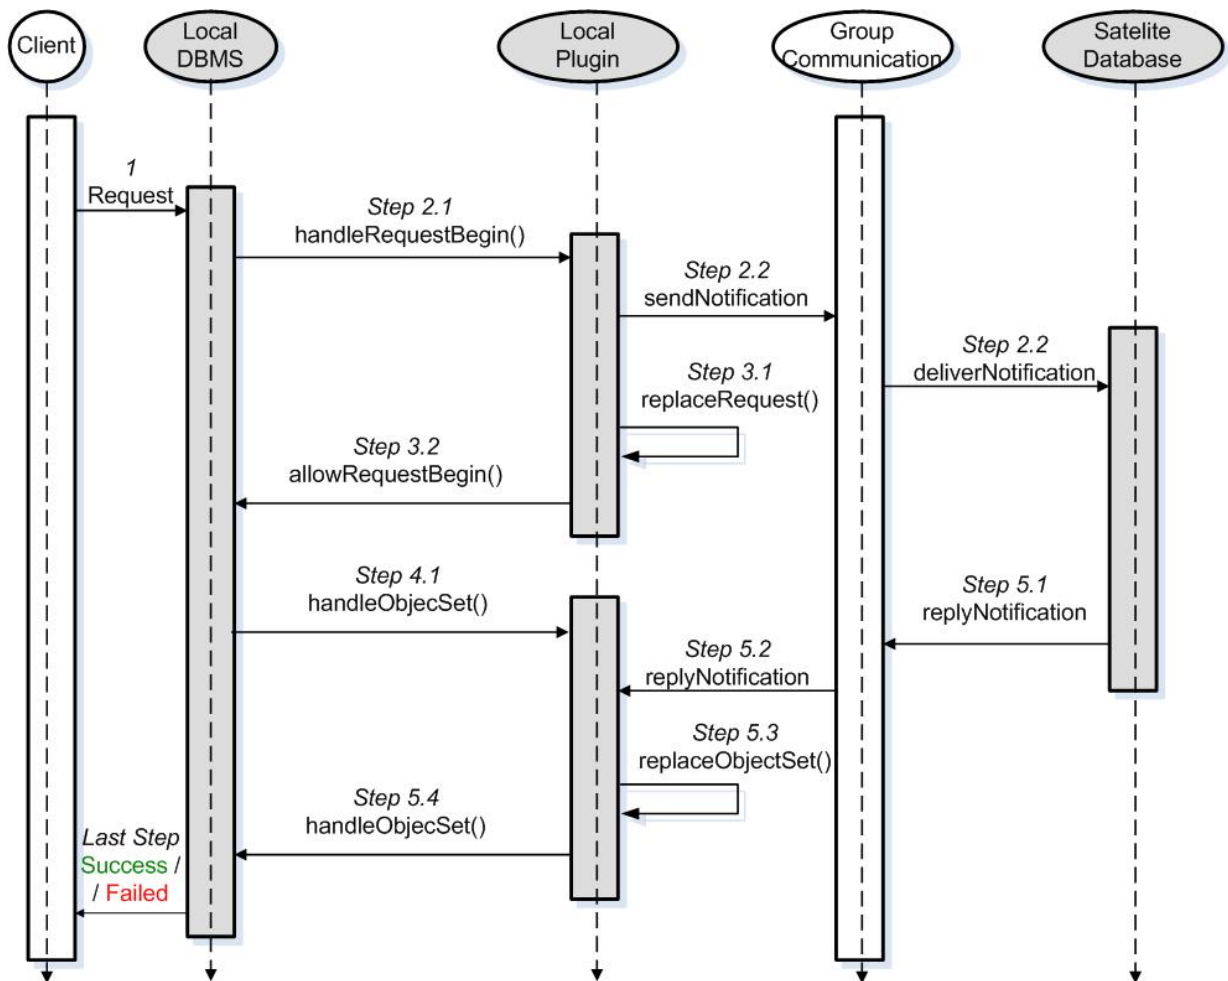 Client
Local
DBMS
Local
Plugin
Group
Communication
Satelite
Database
1
Request
Step 2.1
handleRequestBegin()
Step 2.2
sendNotification
Step 2.2
deliverNotification
Step 3.1
replaceRequest()
Step 3.2
allowRequestBegin()
Step 4.1
handleObjecSet()
Step 5.1
replyNotification
Step 5.2
replyNotification
Step 5.3
replaceObjectSet()
Step 5.4
handleObjecSet()
Last Step
Success /
/ Failed